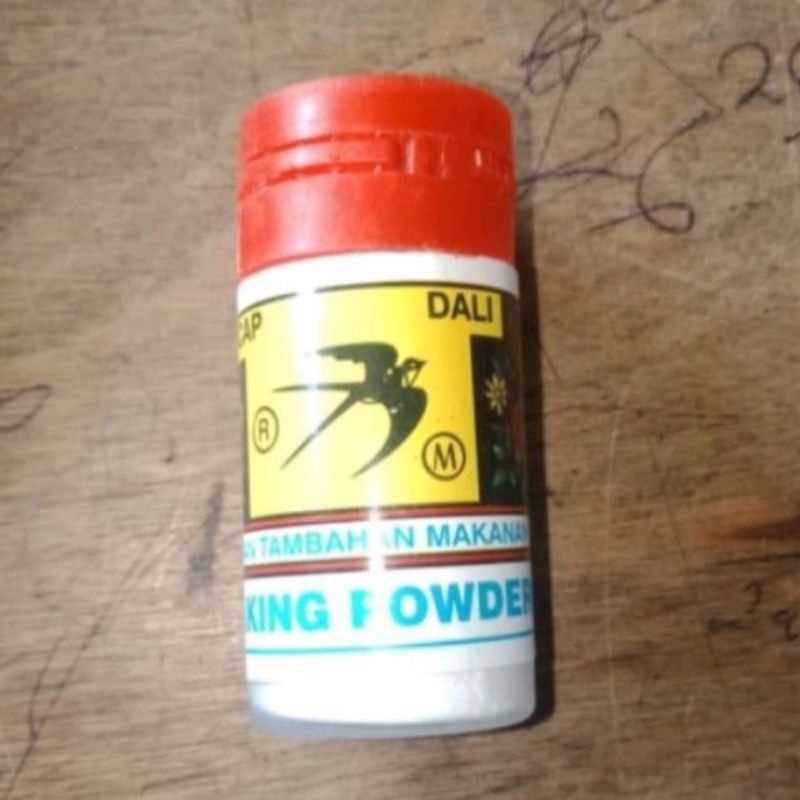 CAP DALI
R
M
AN TAMBAHAN MAKANAN
KING POWDER